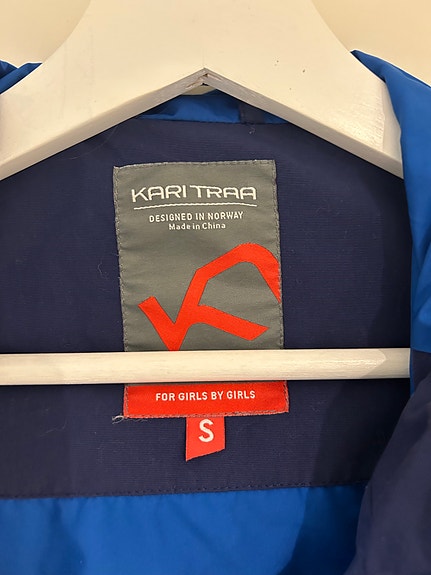 KARI TRAA
DESIGNED IN NORWAY
Made in China
FOR GIRLS BY GIRLS
S